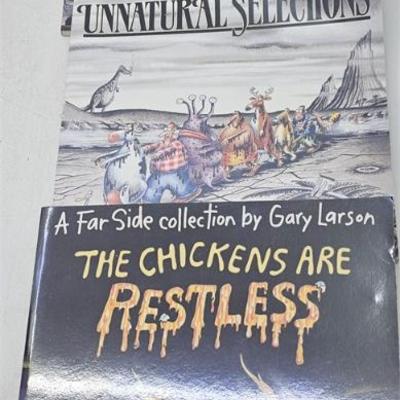 UNNATURAL SELECTIONS
A Far Side collection by Gary Larson
THE CHICKENS ARE
RESTLESS